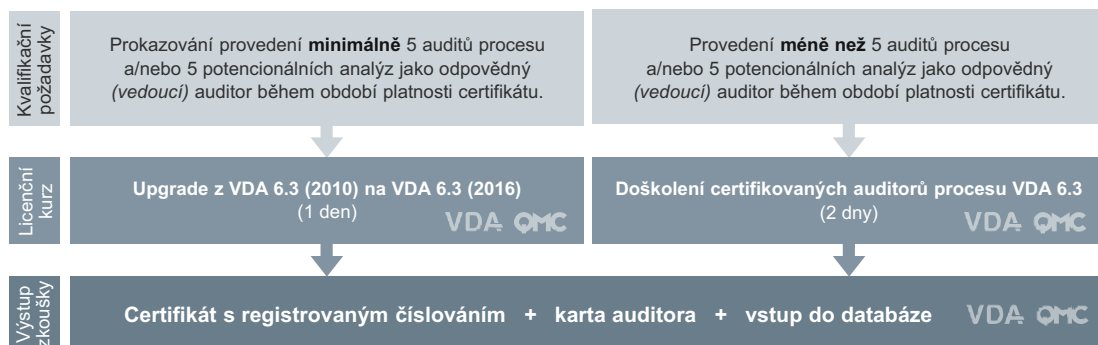 Kvalifikační
požadavky
Prokazování provedení minimálně 5 auditů procesu
a/nebo 5 potencionálních analýz jako odpovědný
(vedoucí) auditor během období platnosti certifikátu.
Provedení méně než 5 auditů procesu
a/nebo 5 potencionálních analýz jako odpovědný
(vedoucí) auditor během období platnosti certifikátu.
Licenční
kurz
Upgrade z VDA 6.3 (2010) na VDA 6.3 (2016)
(1 den)
VDA QMC
Doškolení certifikovaných auditorů procesu VDA 6.3
(2 dny)
VDA QMC
Výstup
zkoušky
Certifikát s registrovaným číslováním + karta auditora + vstup do databáze
VDA QMC